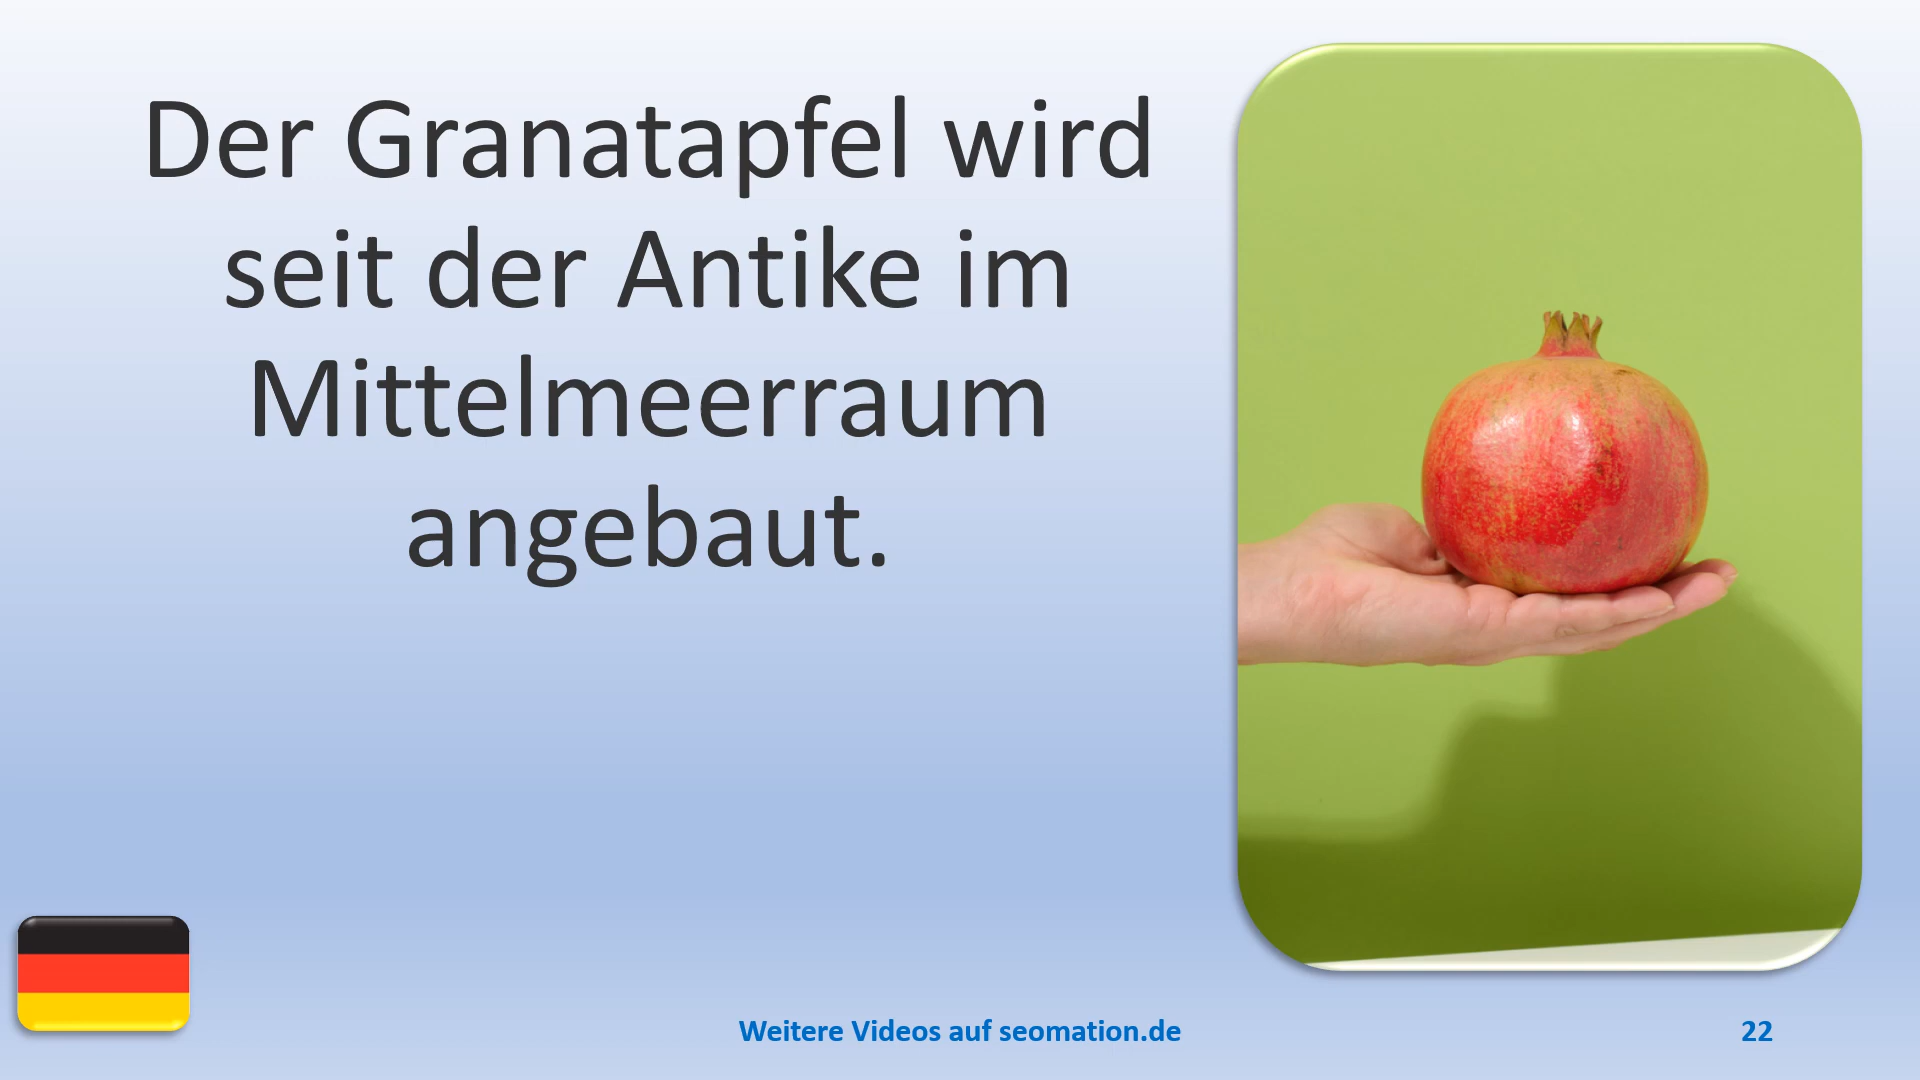 Der Granatapfel wird
seit der Antike im
Mittelmeerraum
angebaut.
Weitere Videos auf seomation.de
22